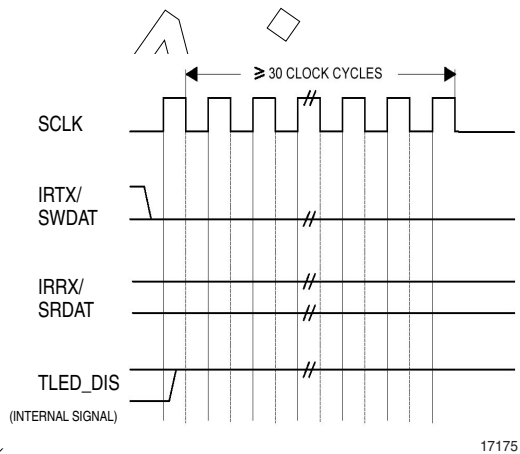 ≥ 30 CLOCK CYCLES
SCLK
IRTX/
SWDAT
IRRX/
SRDAT
TLED_DIS
(INTERNAL SIGNAL)
17175